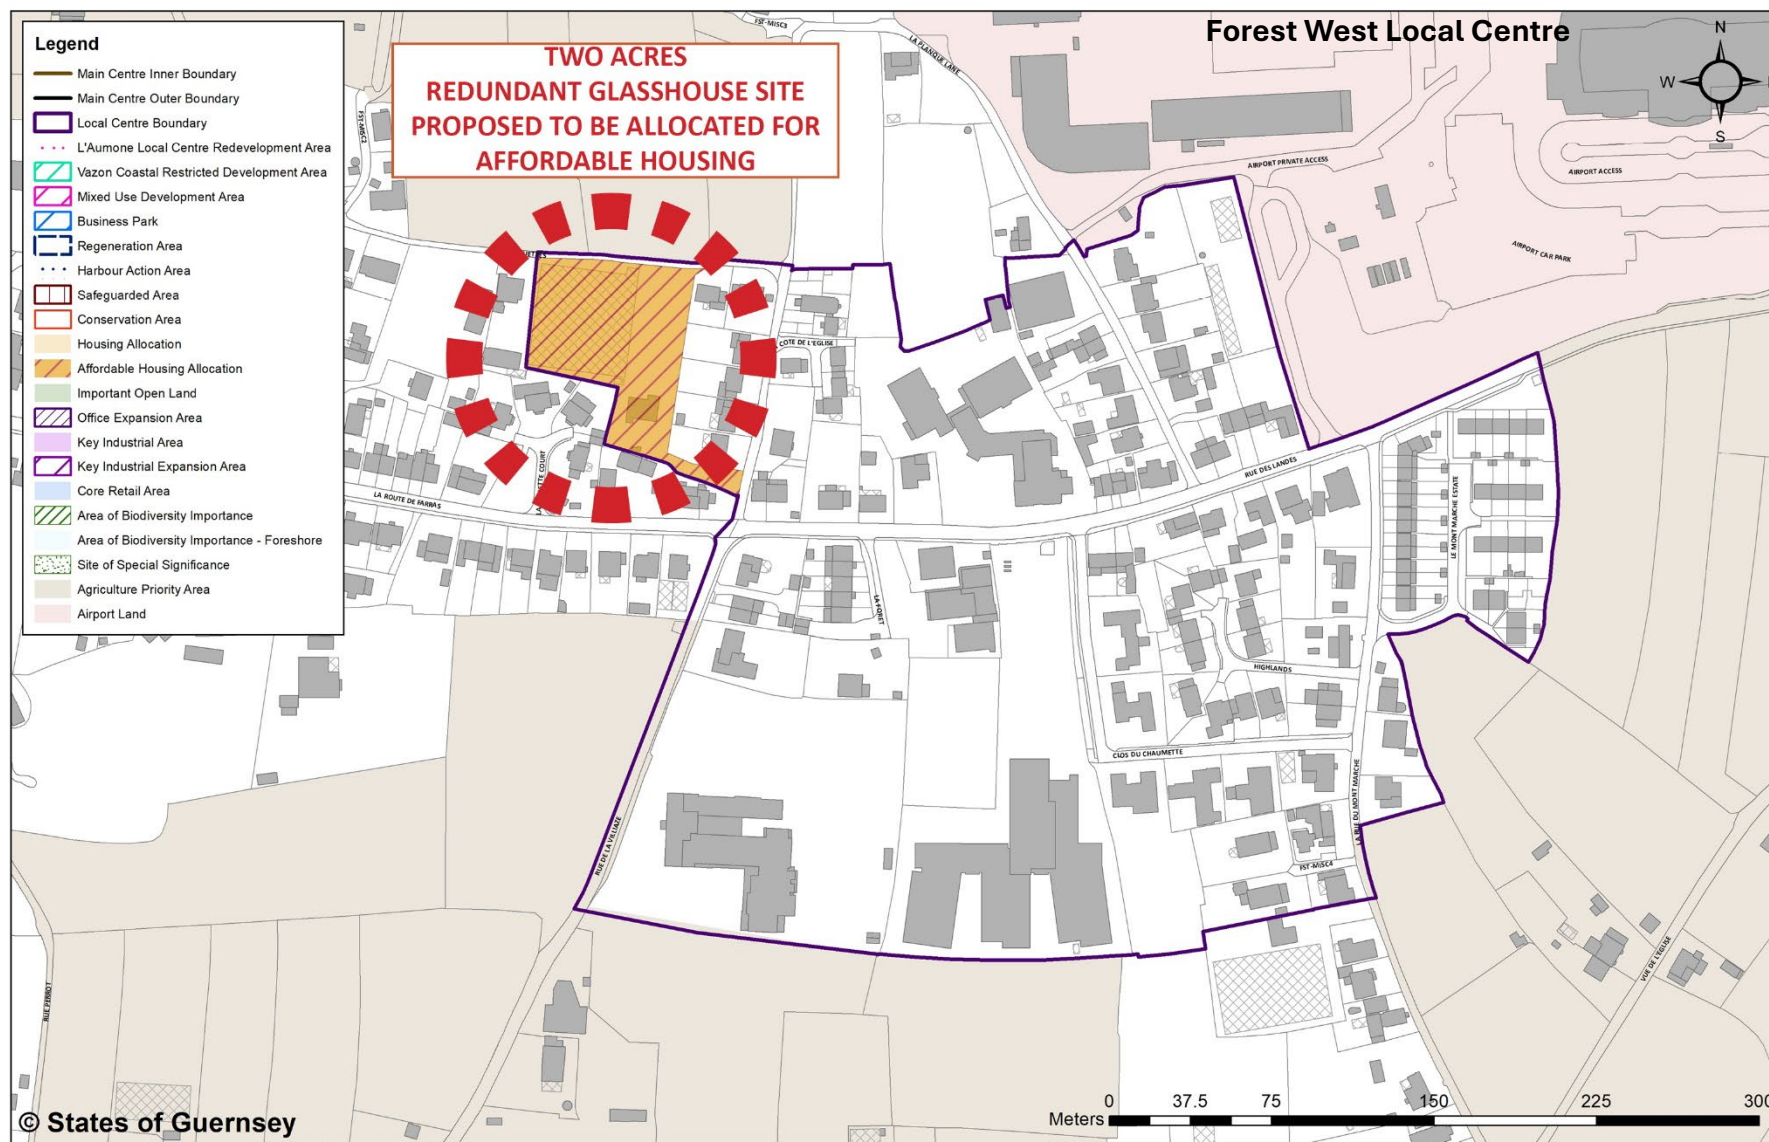 Forest West Local Centre
N
W
S
TWO ACRES
REDUNDANT GLASSHOUSE SITE
PROPOSED TO BE ALLOCATED FOR
AFFORDABLE HOUSING
Legend
Main Centre Inner Boundary
Main Centre Outer Boundary
Local Centre Boundary
L'Aumone Local Centre Redevelopment Area
Vazon Coastal Restricted Development Area
Mixed Use Development Area
Business Park
Regeneration Area
Harbour Action Area
Safeguarded Area
Conservation Area
Housing Allocation
Affordable Housing Allocation
Important Open Land
Office Expansion Area
Key Industrial Area
Key Industrial Expansion Area
Core Retail Area
Area of Biodiversity Importance
Area of Biodiversity Importance - Foreshore
Site of Special Significance
Agriculture Priority Area
Airport Land
FST-MISC3
LA PLANQUE LANE
FST-MISC2
AIRPORT PRIVATE ACCESS
AIRPORT ACCESS
AIRPORT CAR PARK
COTE DE L'EGLISE
RUE DES LANDES
LA ROUTE DE FARRAS
COURT
LE MONT MARCHE ESTATE
LA FORET
HIGHLANDS
CLOS DU CHAUMETTE
LA RUE DU MONT MARCHE
FST-MISC4
RUE DE LA VILLIAZE
RUE PERROT
VUE DE L'EGLISE
0 37.5 75 150 225 300
Meters
© States of Guernsey